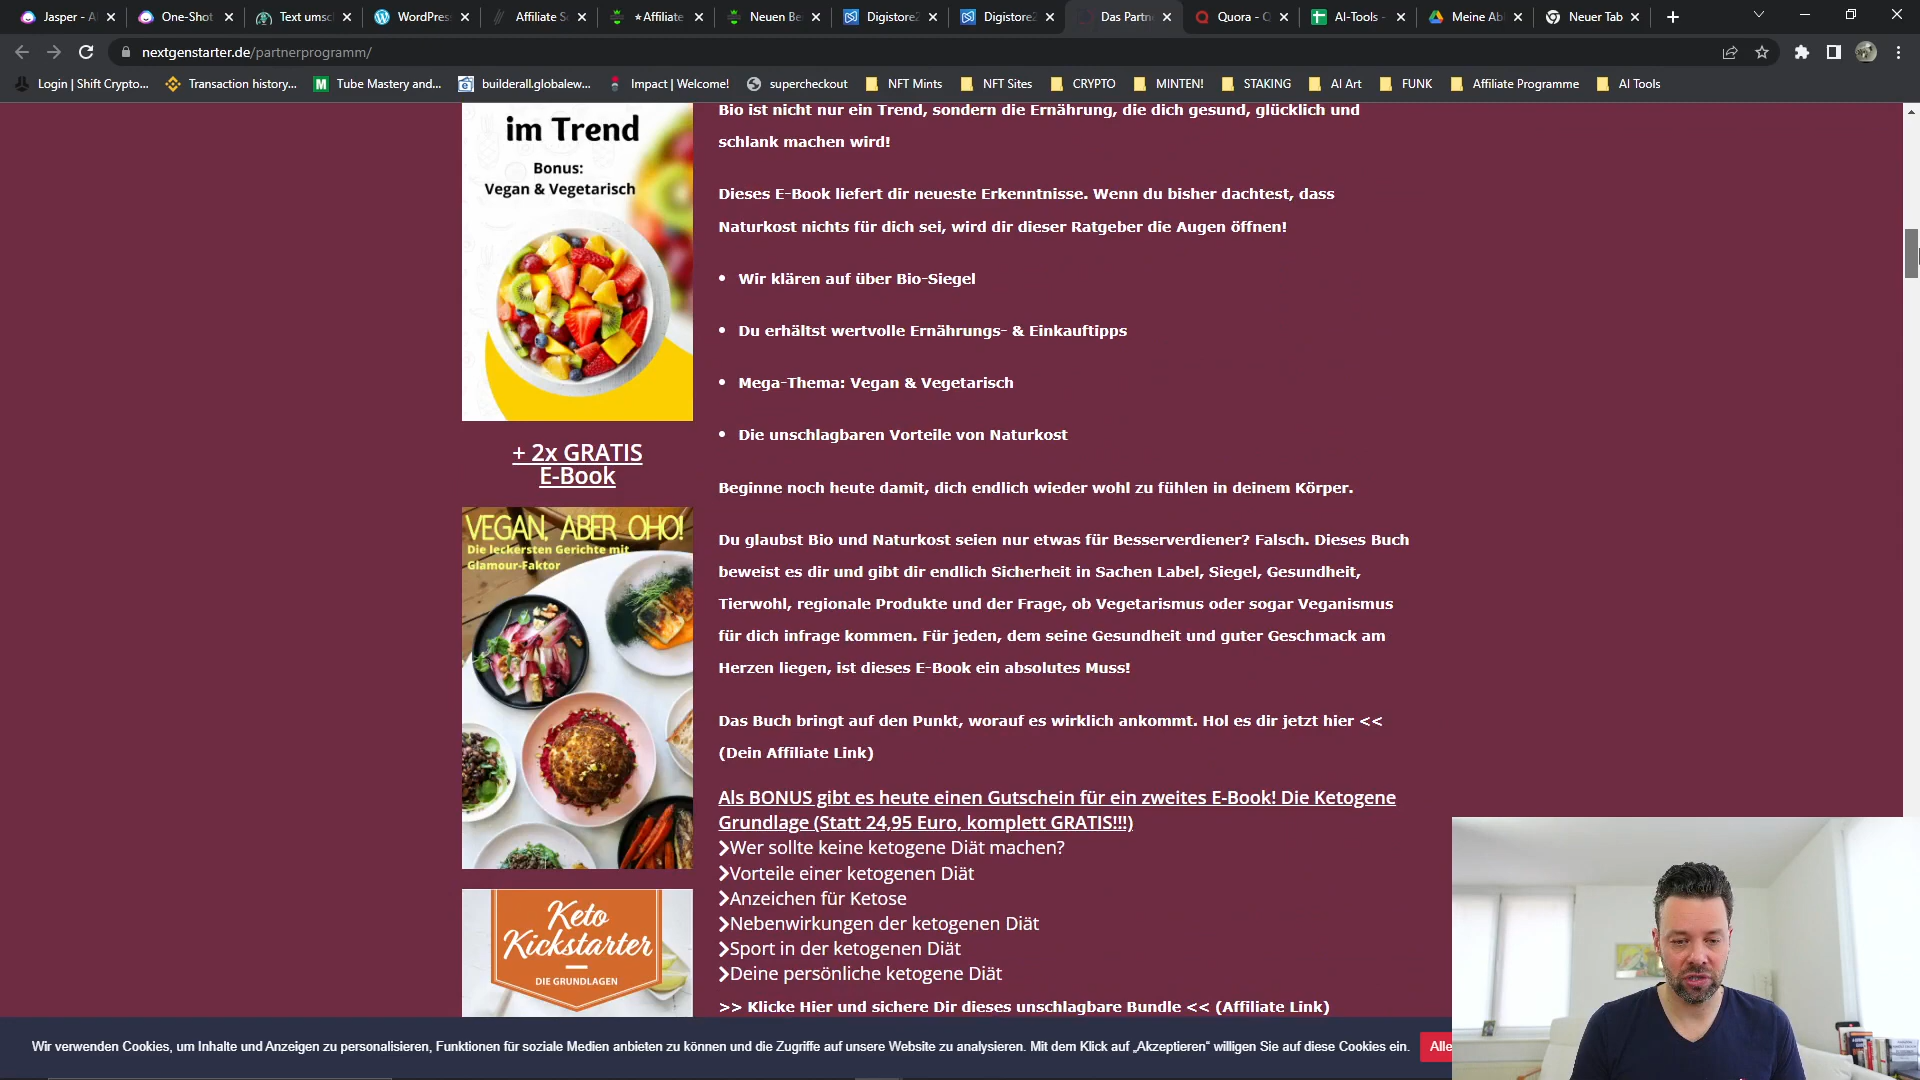 Jasper - A
One-Shot
Text umsc
WordPress
Affiliate S
⭐Affiliate
Neuen Be
Digistore2
Digistore2
Das Partn
Quora - Q
AI-Tools -
Meine Ab
Neuer Tab
nextgenstarter.de/partnerprogramm/
Login | Shift Crypto...
Transaction history...
Tube Mastery and...
builderall.globalew...
Impact | Welcome!
supercheckout
NFT Mints
NFT Sites
CRYPTO
MINTEN!
STAKING
AI Art
FUNK
Affiliate Programme
AI Tools
im Trend
Bonus:
Vegan & Vegetarisch
+ 2x GRATIS
E-Book
VEGAN, ABER OHO!
Die leckersten Gerichte mit
Glamour-Faktor
Keto
Kickstarter
DIE GRUNDLAGEN
Bio ist nicht nur ein Trend, sondern die Ernährung, die dich gesund, glücklich und
schlank machen wird!
Dieses E-Book liefert dir neueste Erkenntnisse. Wenn du bisher dachtest, dass
Naturkost nichts für dich sei, wird dir dieser Ratgeber die Augen öffnen!
• Wir klären auf über Bio-Siegel
• Du erhältst wertvolle Ernährungs- & Einkauftipps
• Mega-Thema: Vegan & Vegetarisch
• Die unschlagbaren Vorteile von Naturkost
Beginne noch heute damit, dich endlich wieder wohl zu fühlen in deinem Körper.
Du glaubst Bio und Naturkost seien nur etwas für Besserverdiener? Falsch. Dieses Buch
beweist es dir und gibt dir endlich Sicherheit in Sachen Label, Siegel, Gesundheit,
Tierwohl, regionale Produkte und der Frage, ob Vegetarismus oder sogar Veganismus
für dich infrage kommen. Für jeden, dem seine Gesundheit und guter Geschmack am
Herzen liegen, ist dieses E-Book ein absolutes Muss!
Das Buch bringt auf den Punkt, worauf es wirklich ankommt. Hol es dir jetzt hier <<
(Dein Affiliate Link)
Als BONUS gibt es heute einen Gutschein für ein zweites E-Book! Die Ketogene
Grundlage (Statt 24,95 Euro, komplett GRATIS!!!)
Wer sollte keine ketogene Diät machen?
Vorteile einer ketogenen Diät
Anzeichen für Ketose
Nebenwirkungen der ketogenen Diät
Sport in der ketogenen Diät
Deine persönliche ketogene Diät
>> Klicke Hier und sichere Dir dieses unschlagbare Bundle << (Affiliate Link)
Wir verwenden Cookies, um Inhalte und Anzeigen zu personalisieren, Funktionen für soziale Medien anbieten zu können und die Zugriffe auf unsere Website zu analysieren. Mit dem Klick auf „Akzeptieren“ willigen Sie auf diese Cookies ein.
Alle